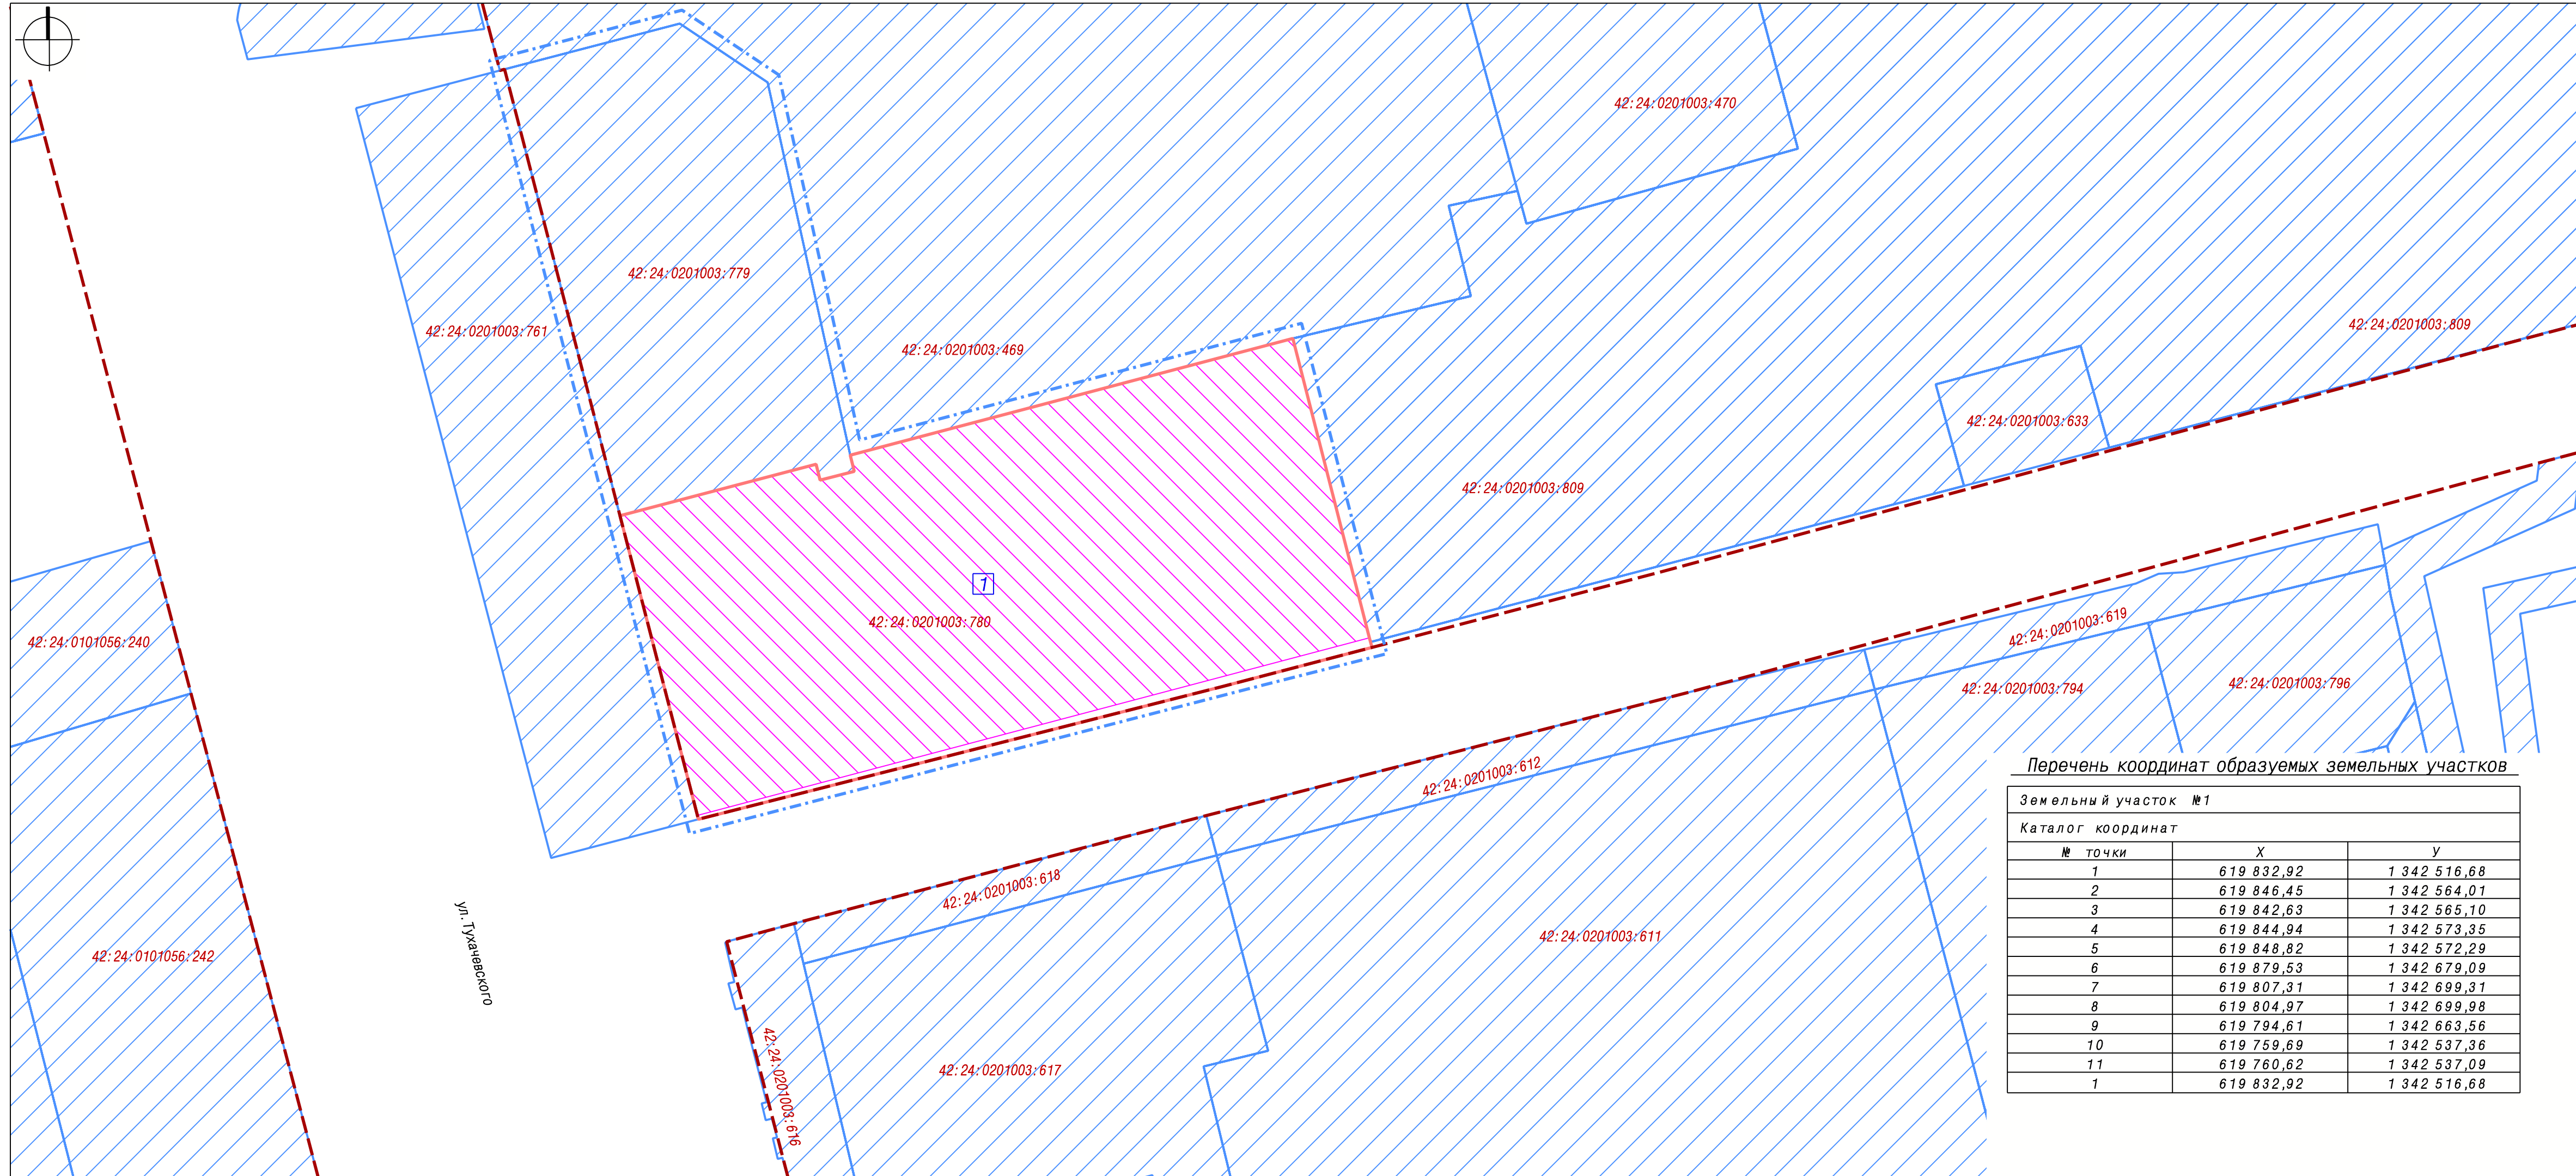 42:24:0201003:470
42:24:0201003:779
42:24:0201003:761
42:24:0201003:469
42:24:0201003:809
42:24:0201003:633
42:24:0201003:809
1
42:24:0201003:780
42:24:0101056:240
42:24:0201003:619
42:24:0201003:794
42:24:0201003:796
42:24:0201003:612
42:24:0201003:618
42:24:0201003:611
42:24:0101056:242
ул.Тухачевского
42:24:0201003:616
42:24:0201003:617
Перечень координат образуемых земельных участков
Земельный участок №1
Каталог координат
№ точки X У
1 619 832,92 1 342 516,68
2 619 846,45 1 342 564,01
3 619 842,63 1 342 565,10
4 619 844,94 1 342 573,35
5 619 848,82 1 342 572,29
6 619 879,53 1 342 679,09
7 619 807,31 1 342 699,31
8 619 804,97 1 342 699,98
9 619 794,61 1 342 663,56
10 619 759,69 1 342 537,36
11 619 760,62 1 342 537,09
1 619 832,92 1 342 516,68